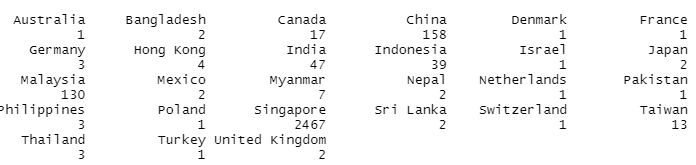 Australia Bangladesh Canada China Denmark France
1 2 17 158 1 1
Germany Hong Kong India Indonesia Israel Japan
3 4 47 39 1 2
Malaysia Mexico Myanmar Nepal Netherlands Pakistan
130 2 7 2 1 1
Philippines Poland Singapore Sri Lanka Switzerland Taiwan
3 1 2467 2 1 13
Thailand Turkey United Kingdom
3 1 2